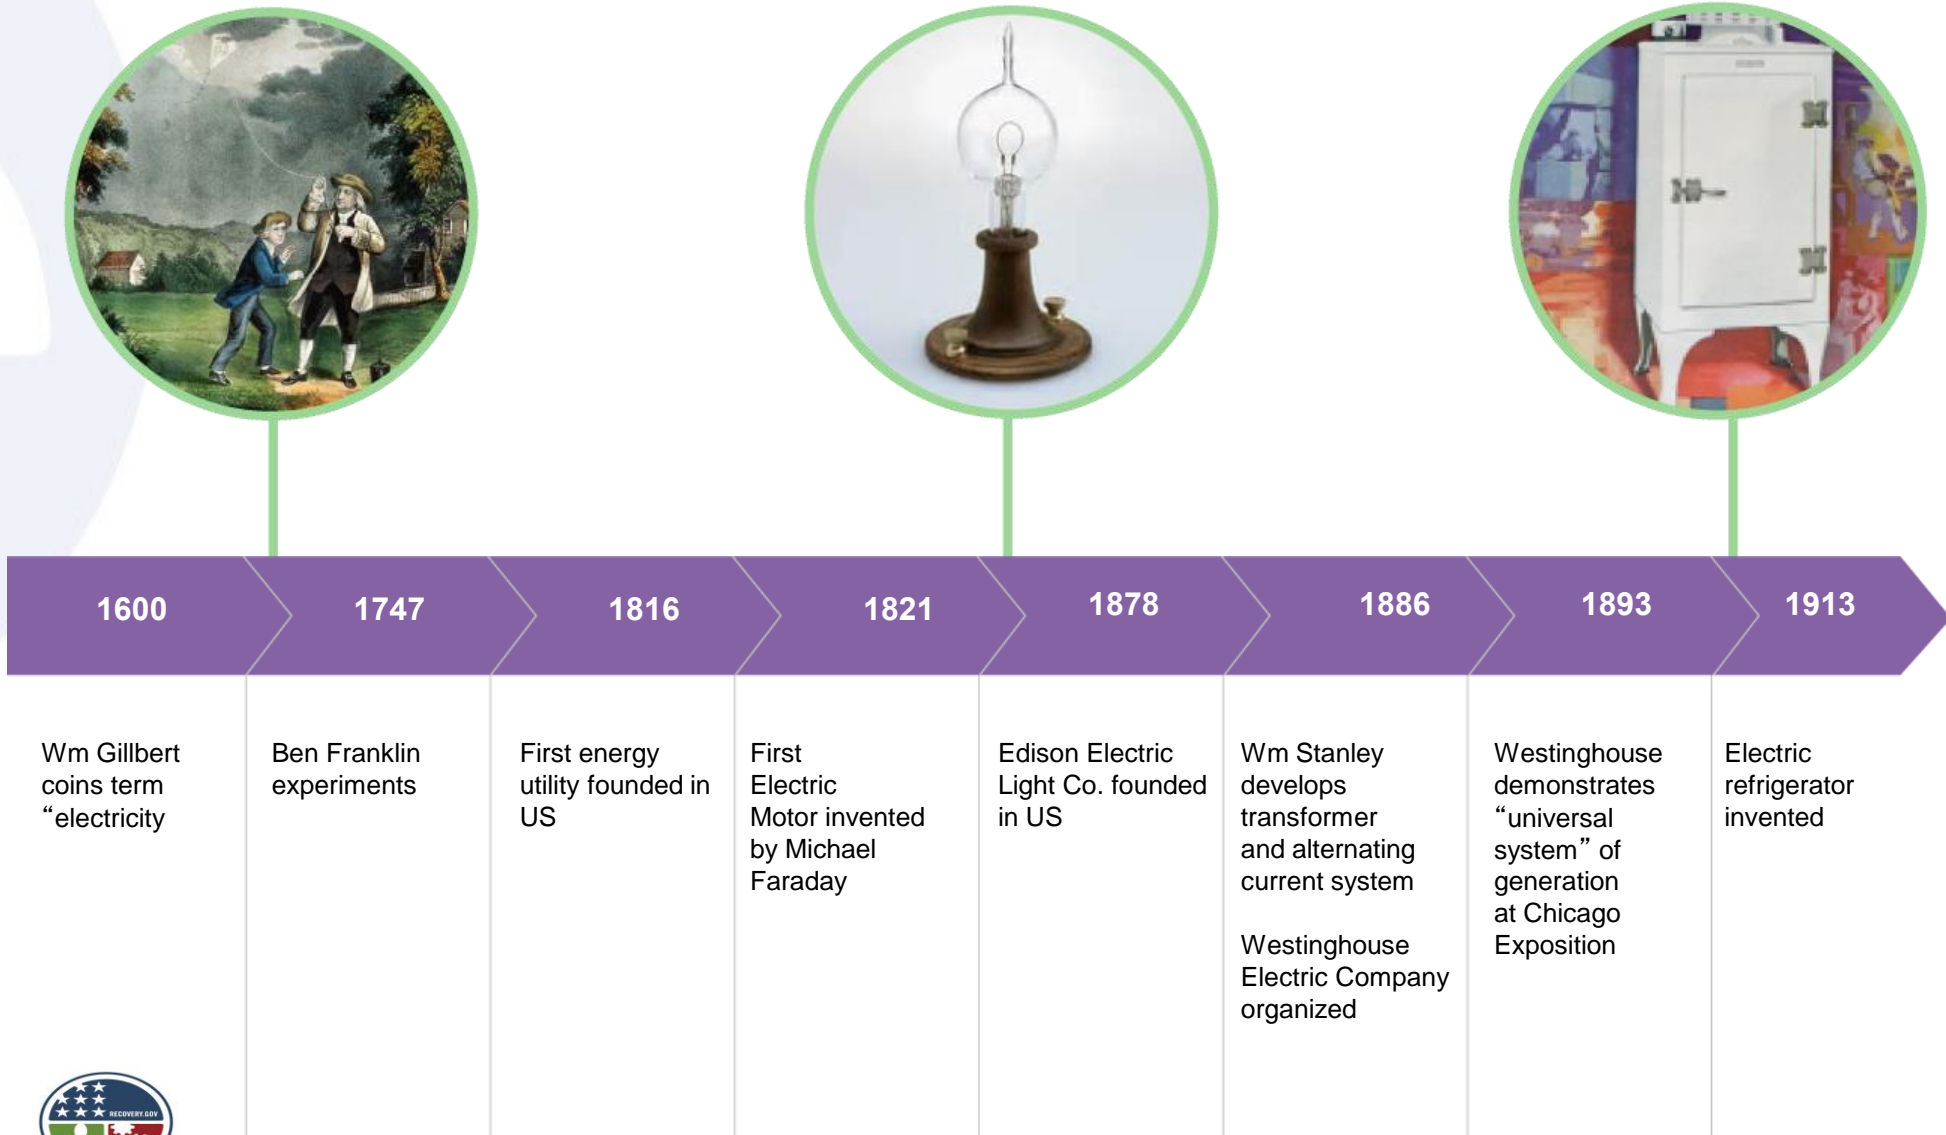 1600
1747
1816
1821
1878
1886
1893
1913
Wm Gillbert
coins term
“electricity
Ben Franklin
experiments
First energy
utility founded in
US
First
Electric
Motor invented
by Michael
Faraday
Edison Electric
Light Co. founded
in US
Wm Stanley
develops
transformer
and alternating
current system
Westinghouse
Electric Company
organized
Westinghouse
demonstrates
“universal
system” of
generation
at Chicago
Exposition
Electric
refrigerator
invented
RECOVERY.GOV